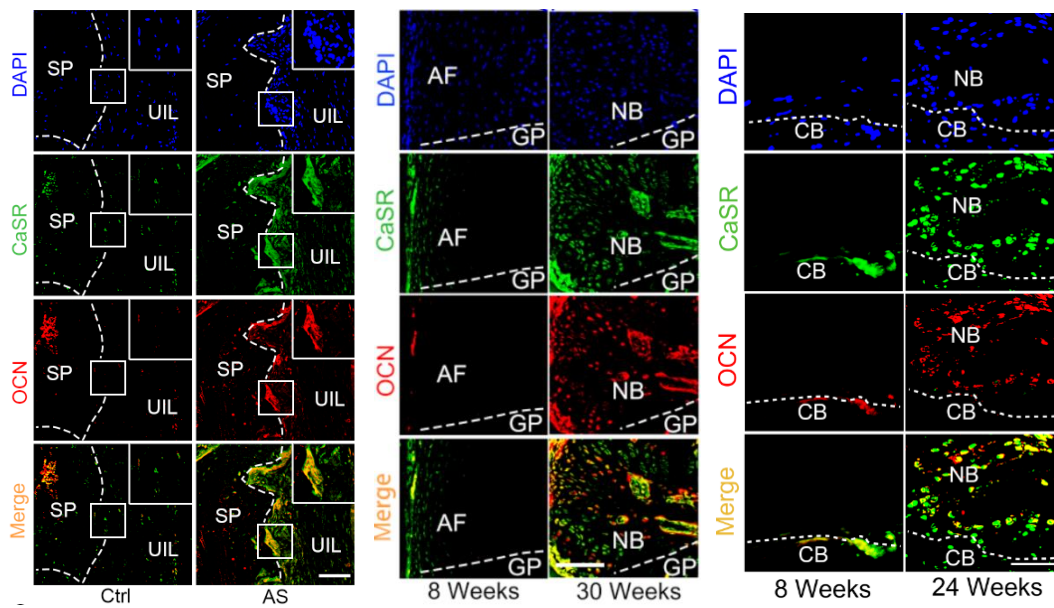 DAPI
SP
UIL
SP
UIL
CaSR
SP
UIL
SP
UIL
OCN
SP
UIL
SP
UIL
Merge
SP
UIL
SP
UIL
Ctrl
AS
DAPI
AF
GP
NB
GP
CaSR
AF
GP
NB
GP
OCN
AF
GP
NB
GP
Merge
AF
GP
NB
GP
8 Weeks
30 Weeks
DAPI
CB
NB
CB
CaSR
CB
NB
CB
OCN
CB
NB
CB
Merge
CB
NB
CB
8 Weeks
24 Weeks